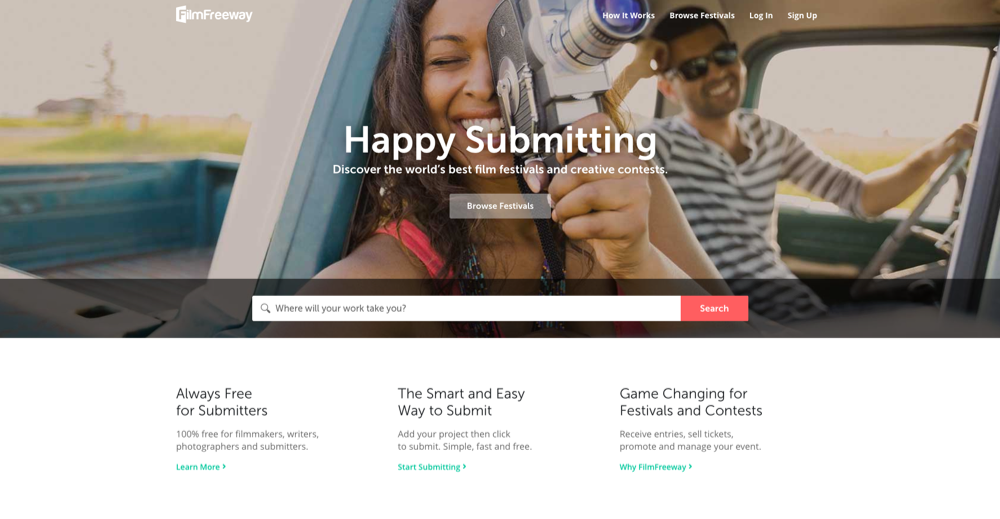 FilmFreeway
How It Works
Browse Festivals
Log In
Sign Up
Happy Submitting
Discover the world's best film festivals and creative contests.
Browse Festivals
Where will your work take you?
Search
Always Free
for Submitters
100% free for filmmakers, writers,
photographers and submitters.
Learn More
The Smart and Easy
Way to Submit
Add your project then click
to submit. Simple, fast and free.
Start Submitting
Game Changing for
Festivals and Contests
Receive entries, sell tickets,
promote and manage your event.
Why FilmFreeway